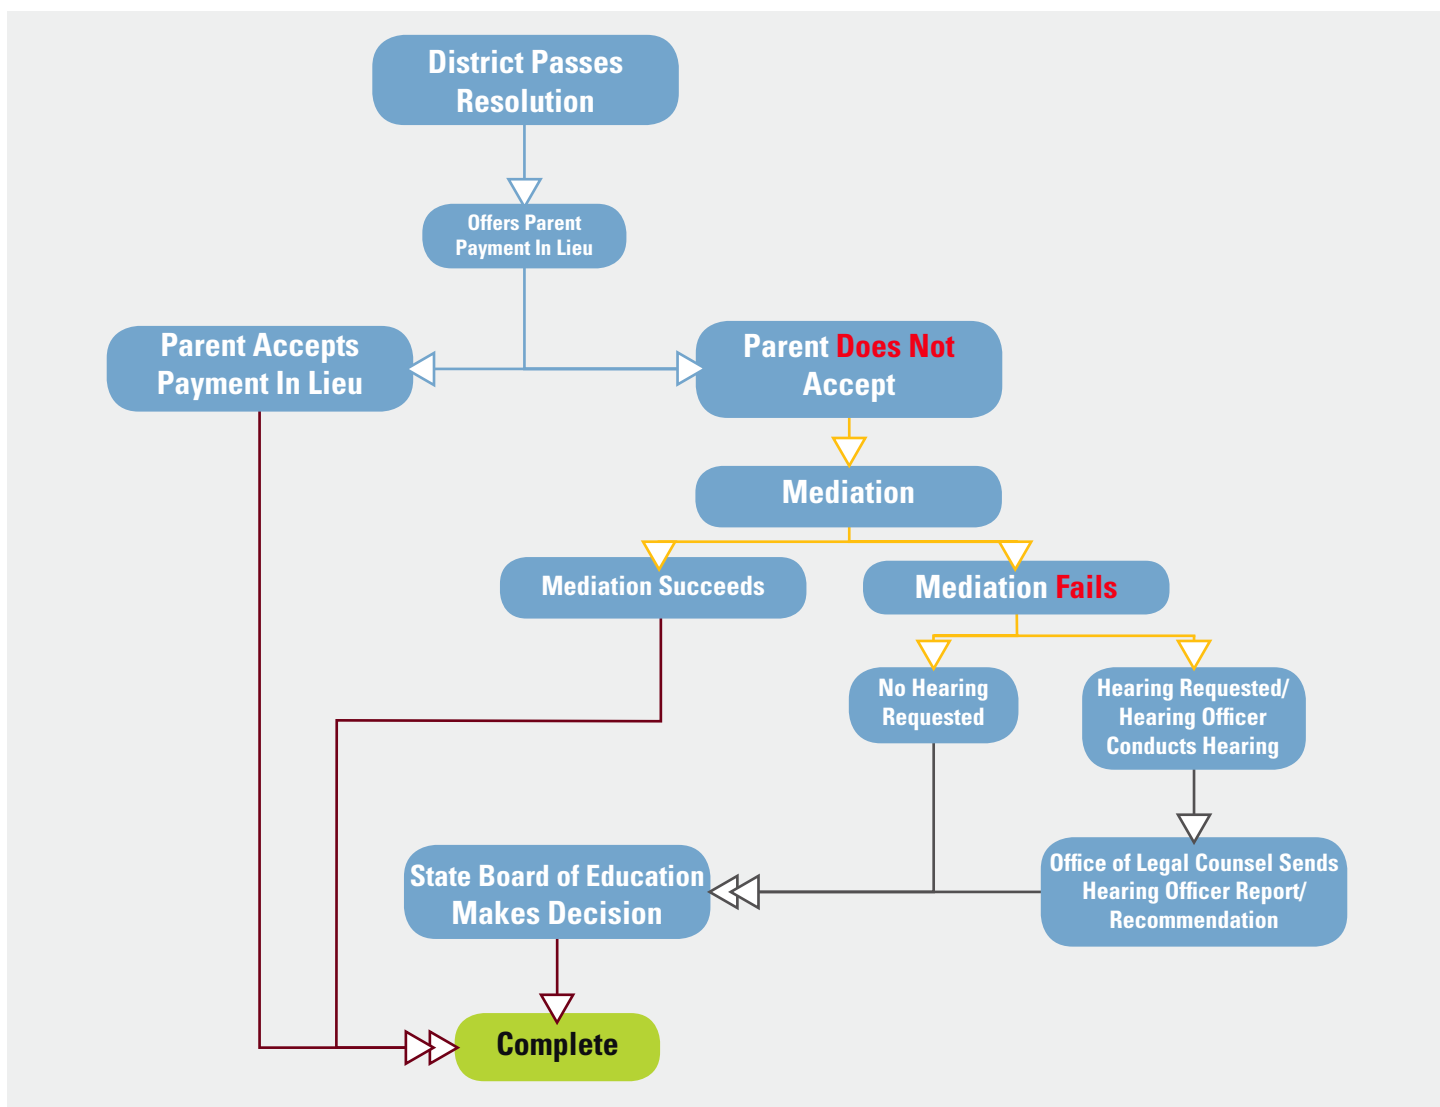 District Passes
Resolution
Offers Parent
Payment In Lieu
Parent Accepts
Payment In Lieu
Parent Does Not
Accept
Mediation
Mediation Succeeds
Mediation Fails
No Hearing
Requested
Hearing Requested/
Hearing Officer
Conducts Hearing
State Board of Education
Makes Decision
Office of Legal Counsel Sends
Hearing Officer Report/
Recommendation
Complete